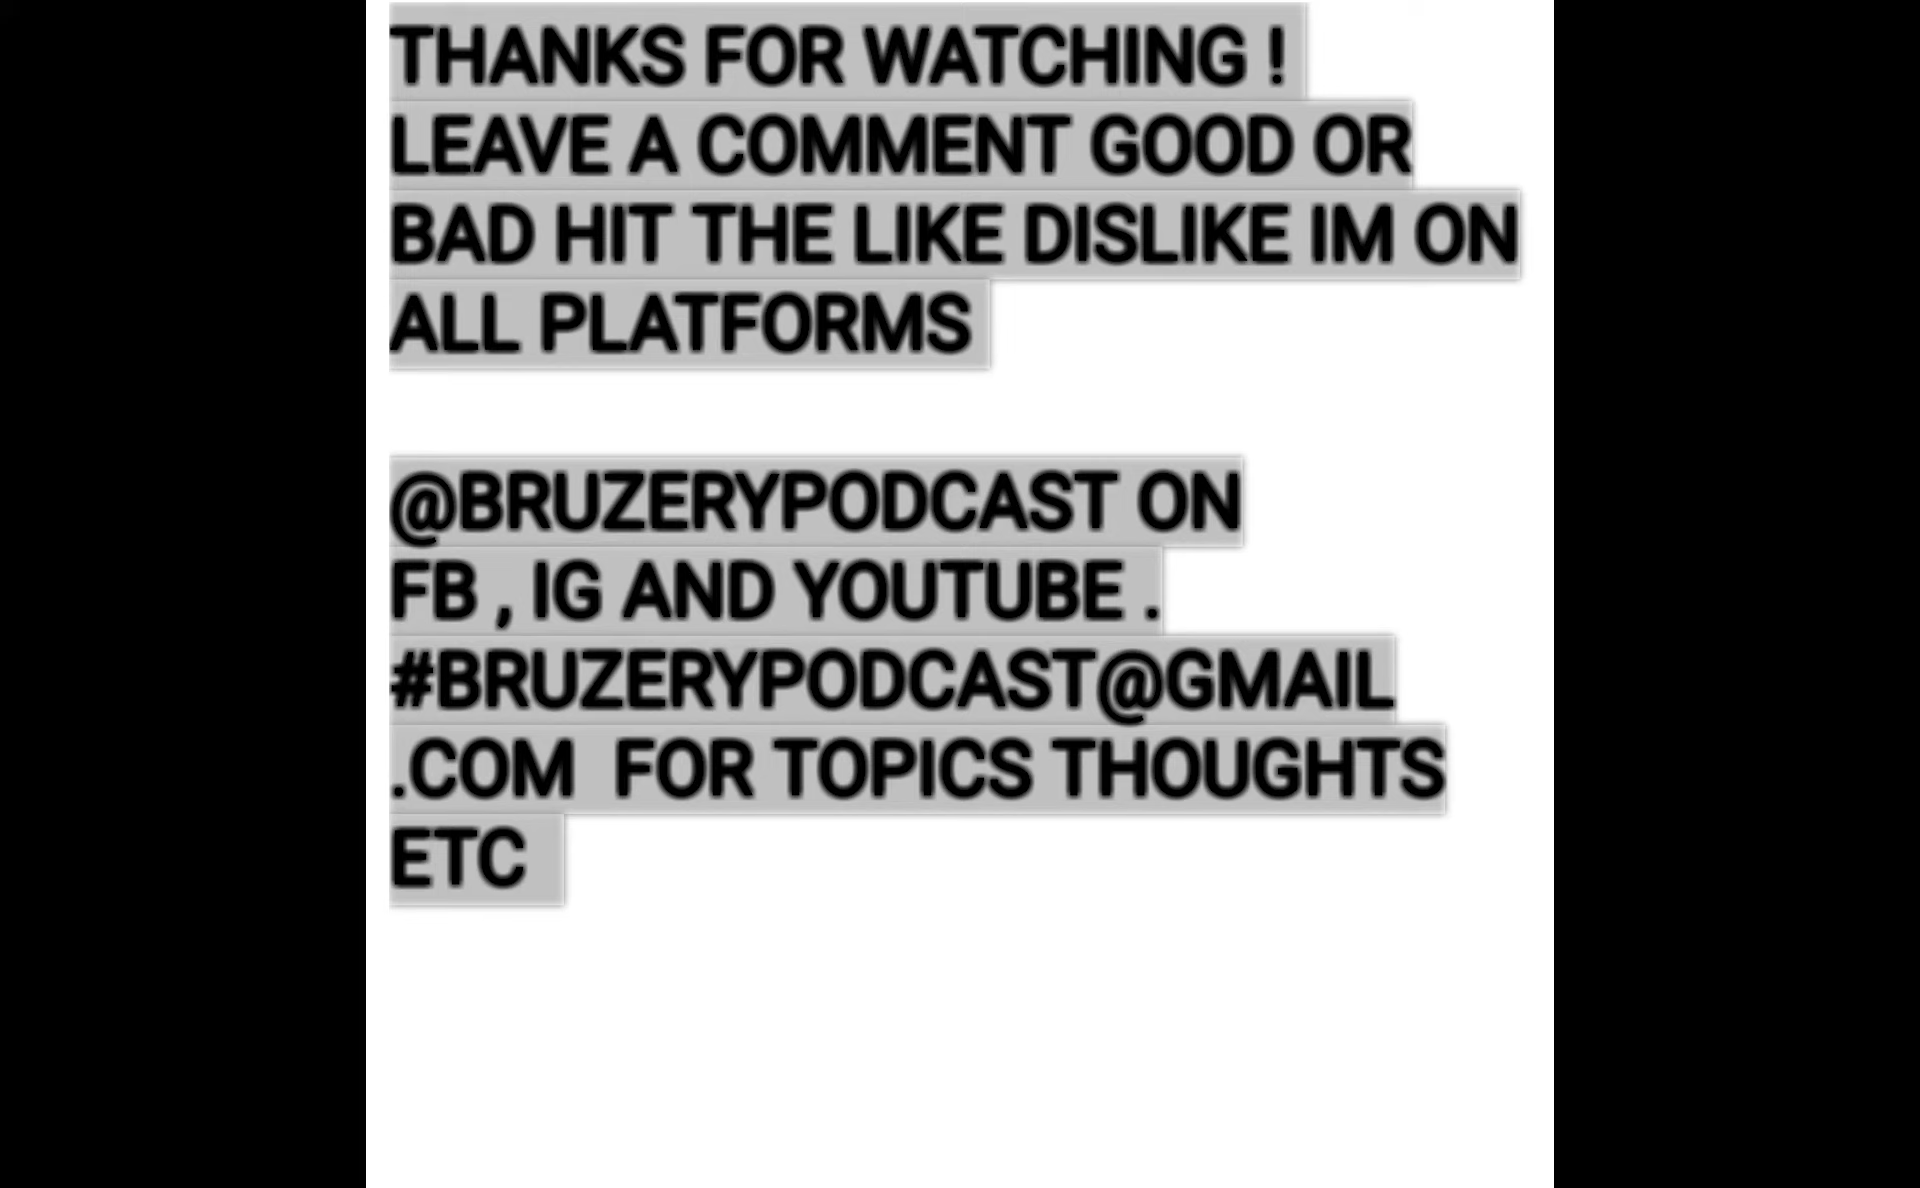 THANKS FOR WATCHING !
LEAVE A COMMENT GOOD OR
BAD HIT THE LIKE DISLIKE IM ON
ALL PLATFORMS
@BRUZERYPODCAST ON
FB , IG AND YOUTUBE .
#BRUZERYPODCAST@GMAIL
.COM  FOR TOPICS THOUGHTS
ETC